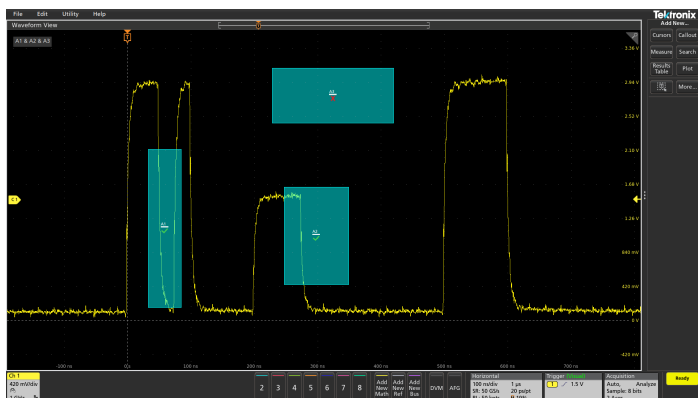 File Edit Utility Help
Tektronix
Waveform View
Add New...
A1 & A2 & A3
T
Cursors Callout
Measure Search
Results Table Plot
More...
3.36 V
2.94 V
2.52 V
2.10 V
1.26 V
840 mV
420 mV
0 V
-420 mV
C1
-100 ns 0s 100 ns 200 ns 300 ns 400 ns 500 ns 600 ns 700 ns
Ch 1
420 mV/div
1 GHz
2 3 4 5 6 7 8
Add New Math
Add New Ref
Add New Bus
DVM AFG
Horizontal
100 ns/div 1 µs
SR: 50 GS/s 20 ps/pt
Trigger Visual
1 1.5 V
Acquisition
Auto, Analyze
Sample: 8 bits
Ready